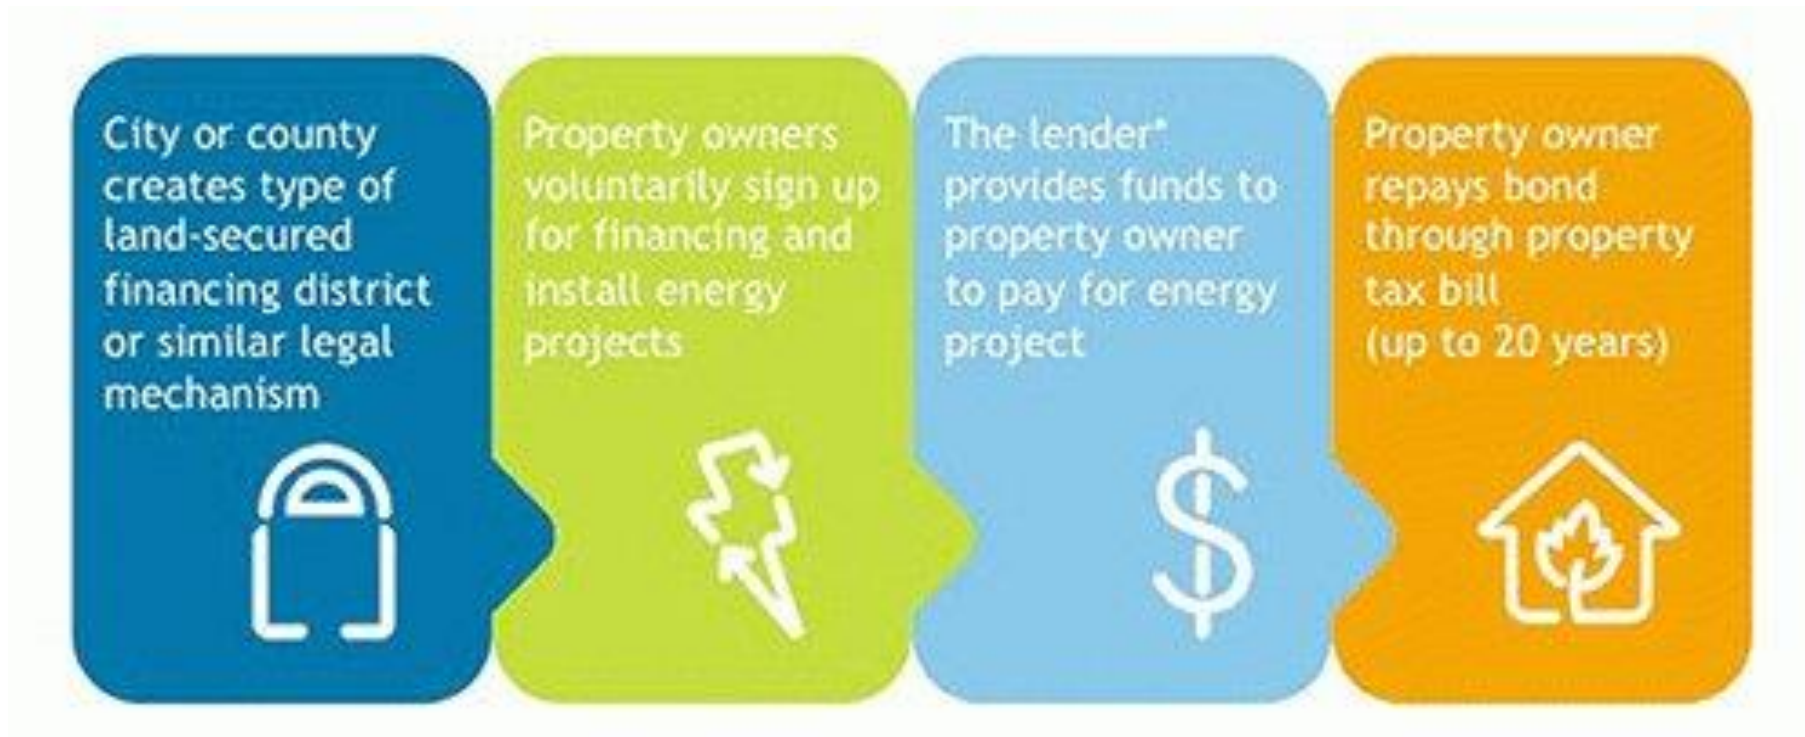 City or county
creates type of
land-secured
financing district
or similar legal
mechanism
Property owners
voluntarily sign up
for financing and
install energy
projects
The lender*
provides funds to
property owner
to pay for energy
project
Property owner
repays bond
through property
tax bill
(up to 20 years)